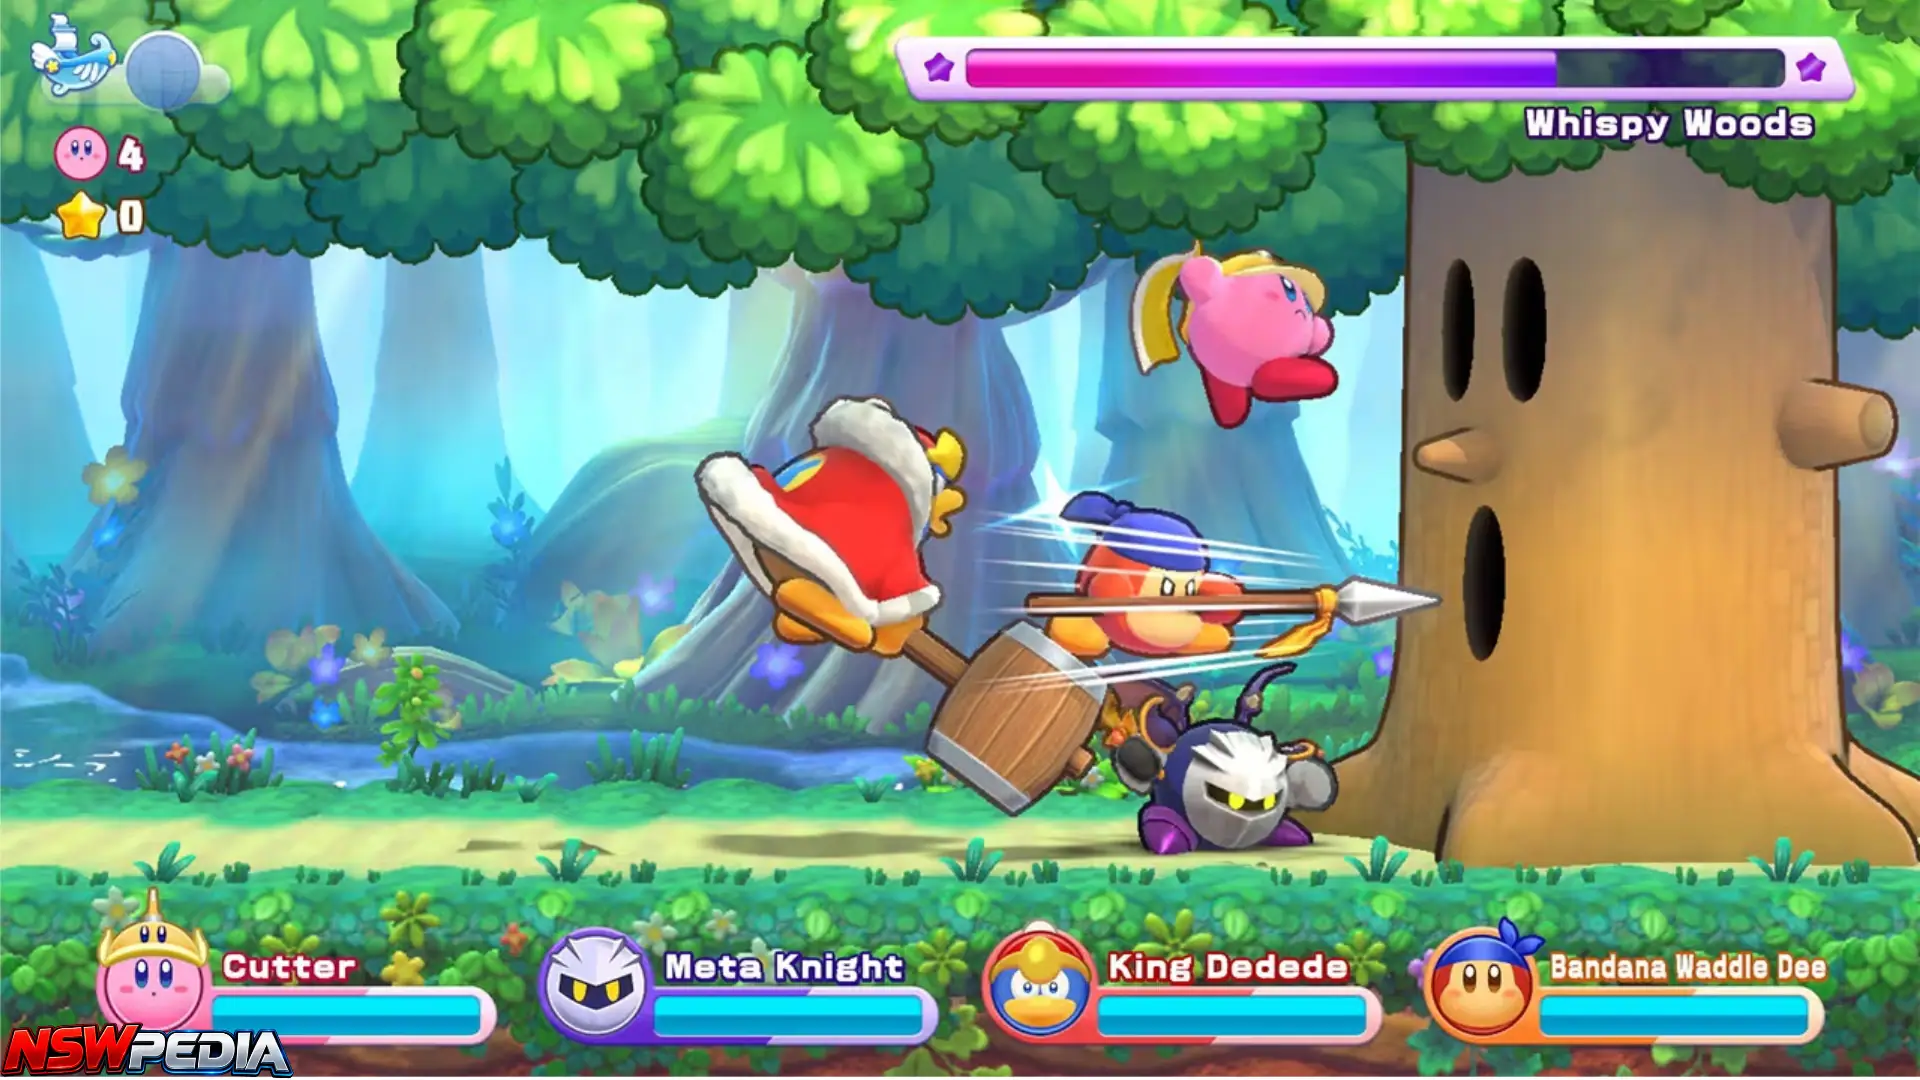 Whispy Woods
4
0
Cutter
Meta Knight
King Dedede
Bandana Waddle Dee
NSWPEDIA